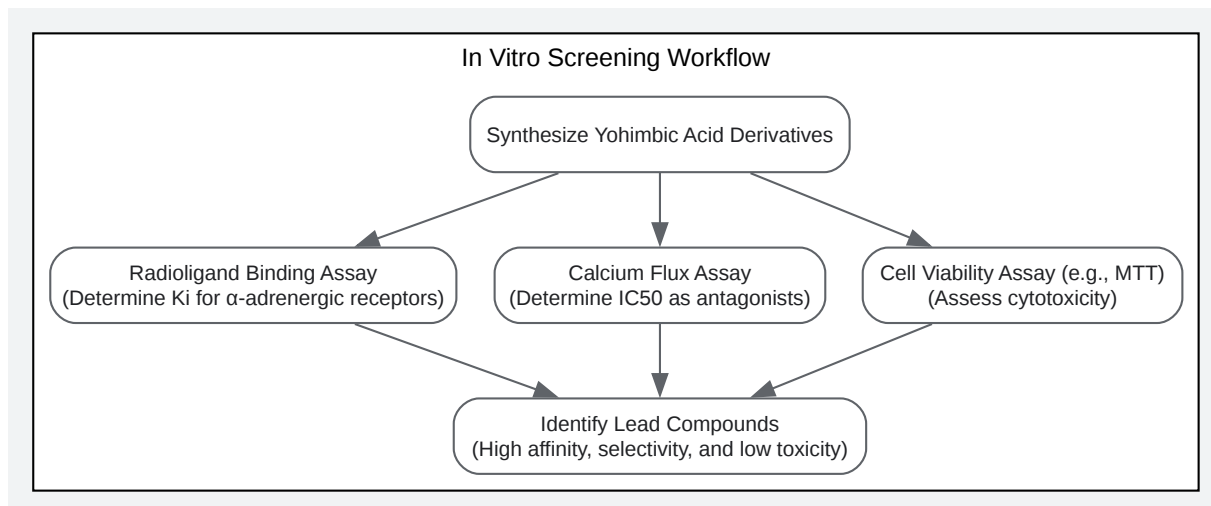 In Vitro Screening Workflow
Synthesize Yohimbic Acid Derivatives
Radioligand Binding Assay
(Determine Ki for α-adrenergic receptors)
Calcium Flux Assay
(Determine IC50 as antagonists)
Cell Viability Assay (e.g., MTT)
(Assess cytotoxicity)
Identify Lead Compounds
(High affinity, selectivity, and low toxicity)